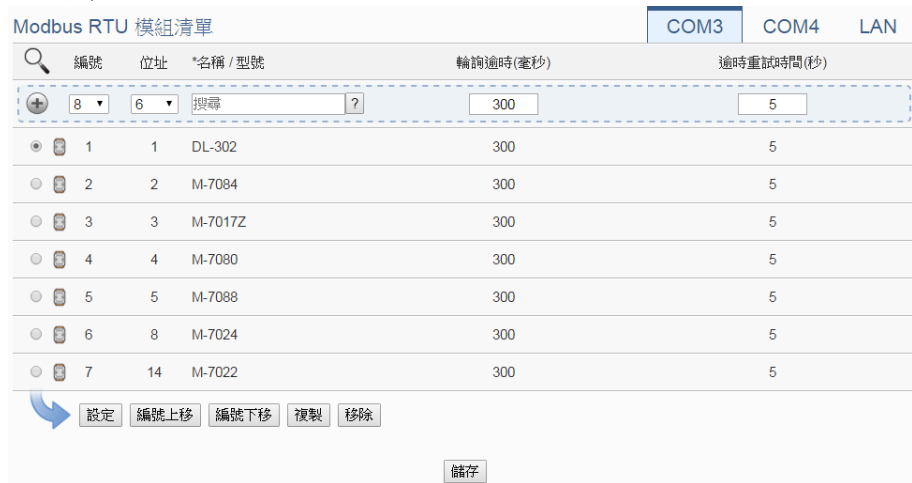 Modbus RTU 模組清單 COM3 COM4 LAN
編號 位址 *名稱 / 型號 輪詢逾時(毫秒) 逾時重試時間(秒)
8 6 搜尋 ? 300 5
1 1 DL-302 300 5
2 2 M-7084 300 5
3 3 M-7017Z 300 5
4 4 M-7080 300 5
5 5 M-7088 300 5
6 8 M-7024 300 5
7 14 M-7022 300 5
設定 編號上移 編號下移 複製 移除
儲存